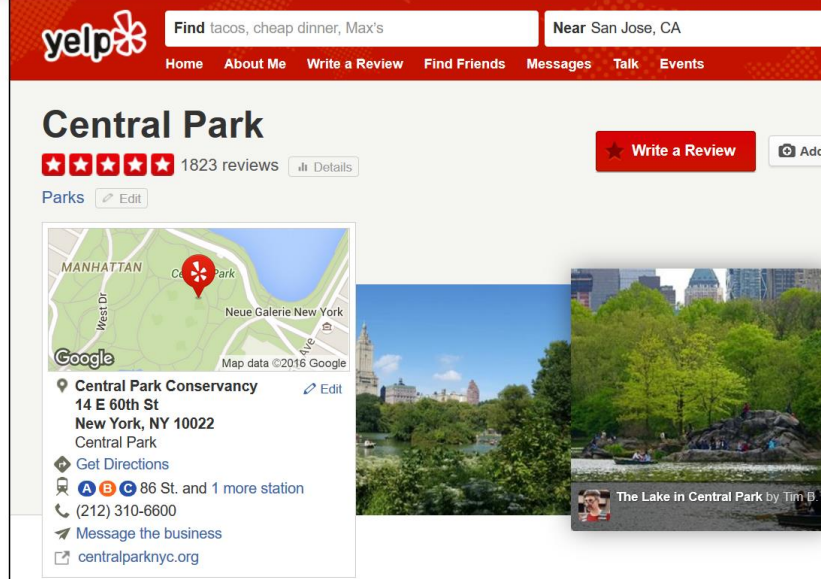 yelp
Find tacos, cheap dinner, Max's
Near San Jose, CA
Home About Me Write a Review Find Friends Messages Talk Events
Central Park
1823 reviews Details
Write a Review
Parks Edit
MANHATTAN
Park
West Dr
Neue Galerie New York
Ave
Google
Map data ©2016 Google
Central Park Conservancy Edit
14 E 60th St
New York, NY 10022
Central Park
Get Directions
A B C 86 St. and 1 more station
(212) 310-6600
Message the business
centralparknyc.org
The Lake in Central Park by Tim B.